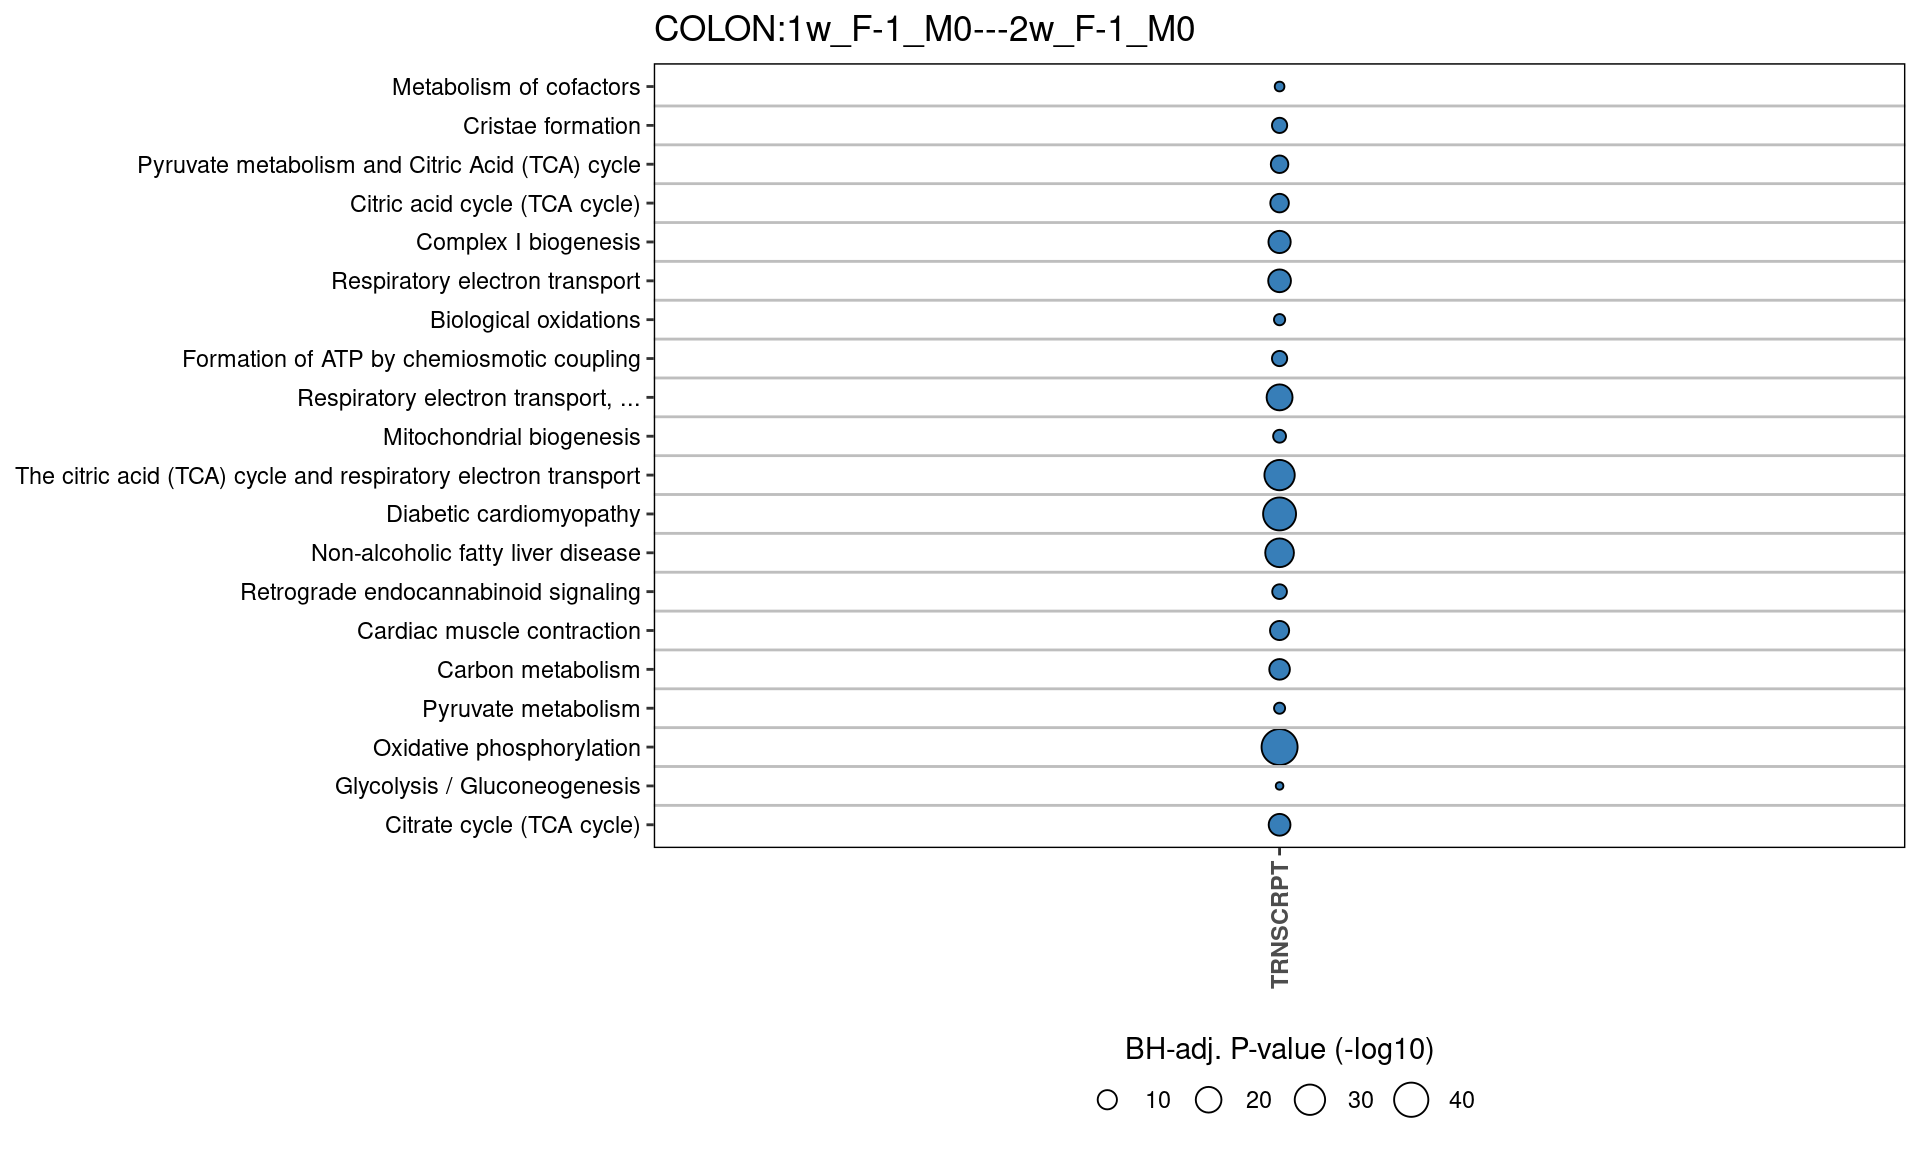 COLON:1w_F-1_M0---2w_F-1_M0
Metabolism of cofactors
Cristae formation
Pyruvate metabolism and Citric Acid (TCA) cycle
Citric acid cycle (TCA cycle)
Complex I biogenesis
Respiratory electron transport
Biological oxidations
Formation of ATP by chemiosmotic coupling
Respiratory electron transport, ...
Mitochondrial biogenesis
The citric acid (TCA) cycle and respiratory electron transport
Diabetic cardiomyopathy
Non-alcoholic fatty liver disease
Retrograde endocannabinoid signaling
Cardiac muscle contraction
Carbon metabolism
Pyruvate metabolism
Oxidative phosphorylation
Glycolysis / Gluconeogenesis
Citrate cycle (TCA cycle)
TRNSCRPT
BH-adj. P-value (-log10)
10 20 30 40